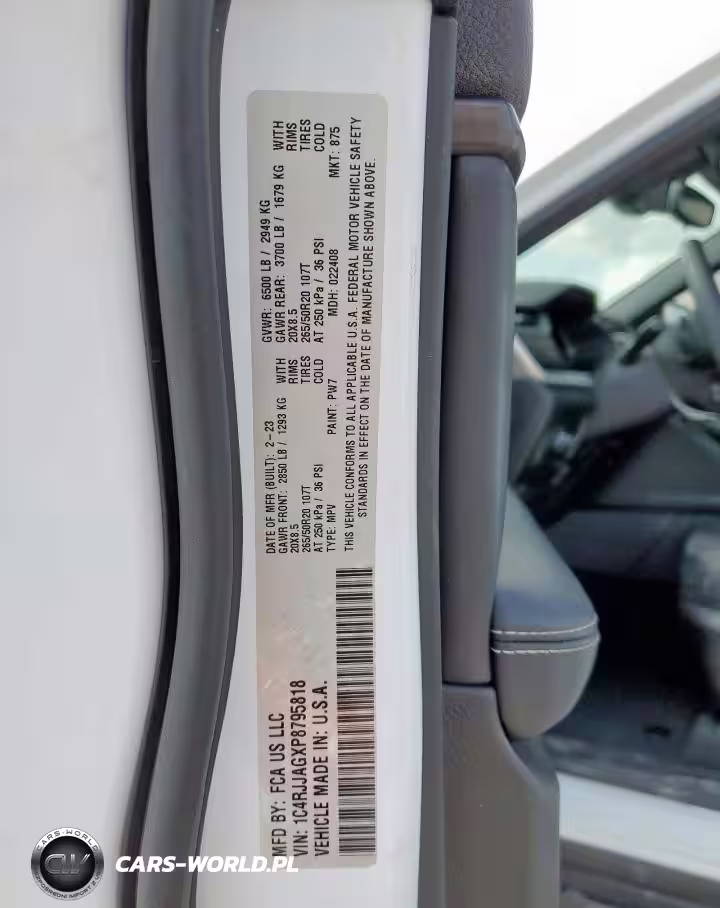 MFD BY: FCA US LLC
VIN: 1C4RJJAGXP8795818
VEHICLE MADE IN: U.S.A.
DATE OF MFR (BUILT): 2-23 GVWR: 6500 LB / 2949 KG
GAWR FRONT: 2850 LB / 1293 KG WITH GAWR REAR: 3700 LB / 1679 KG WITH
20X8.5 RIMS 20X8.5 RIMS
265/50R20 107T TIRES 265/50R20 107T TIRES
AT 250 kPa / 36 PSI COLD AT 250 kPa / 36 PSI COLD
TYPE: MPV PAINT: PW7 MDH: 022408 MKT: 875
THIS VEHICLE CONFORMS TO ALL APPLICABLE U.S.A. FEDERAL MOTOR VEHICLE SAFETY
STANDARDS IN EFFECT ON THE DATE OF MANUFACTURE SHOWN ABOVE.
CARS-WORLD
CW
CARS-WORLD.PL